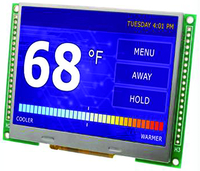 TUESDAY 4:01 PM
68 °F
MENU
AWAY
HOLD
COOLER WARMER